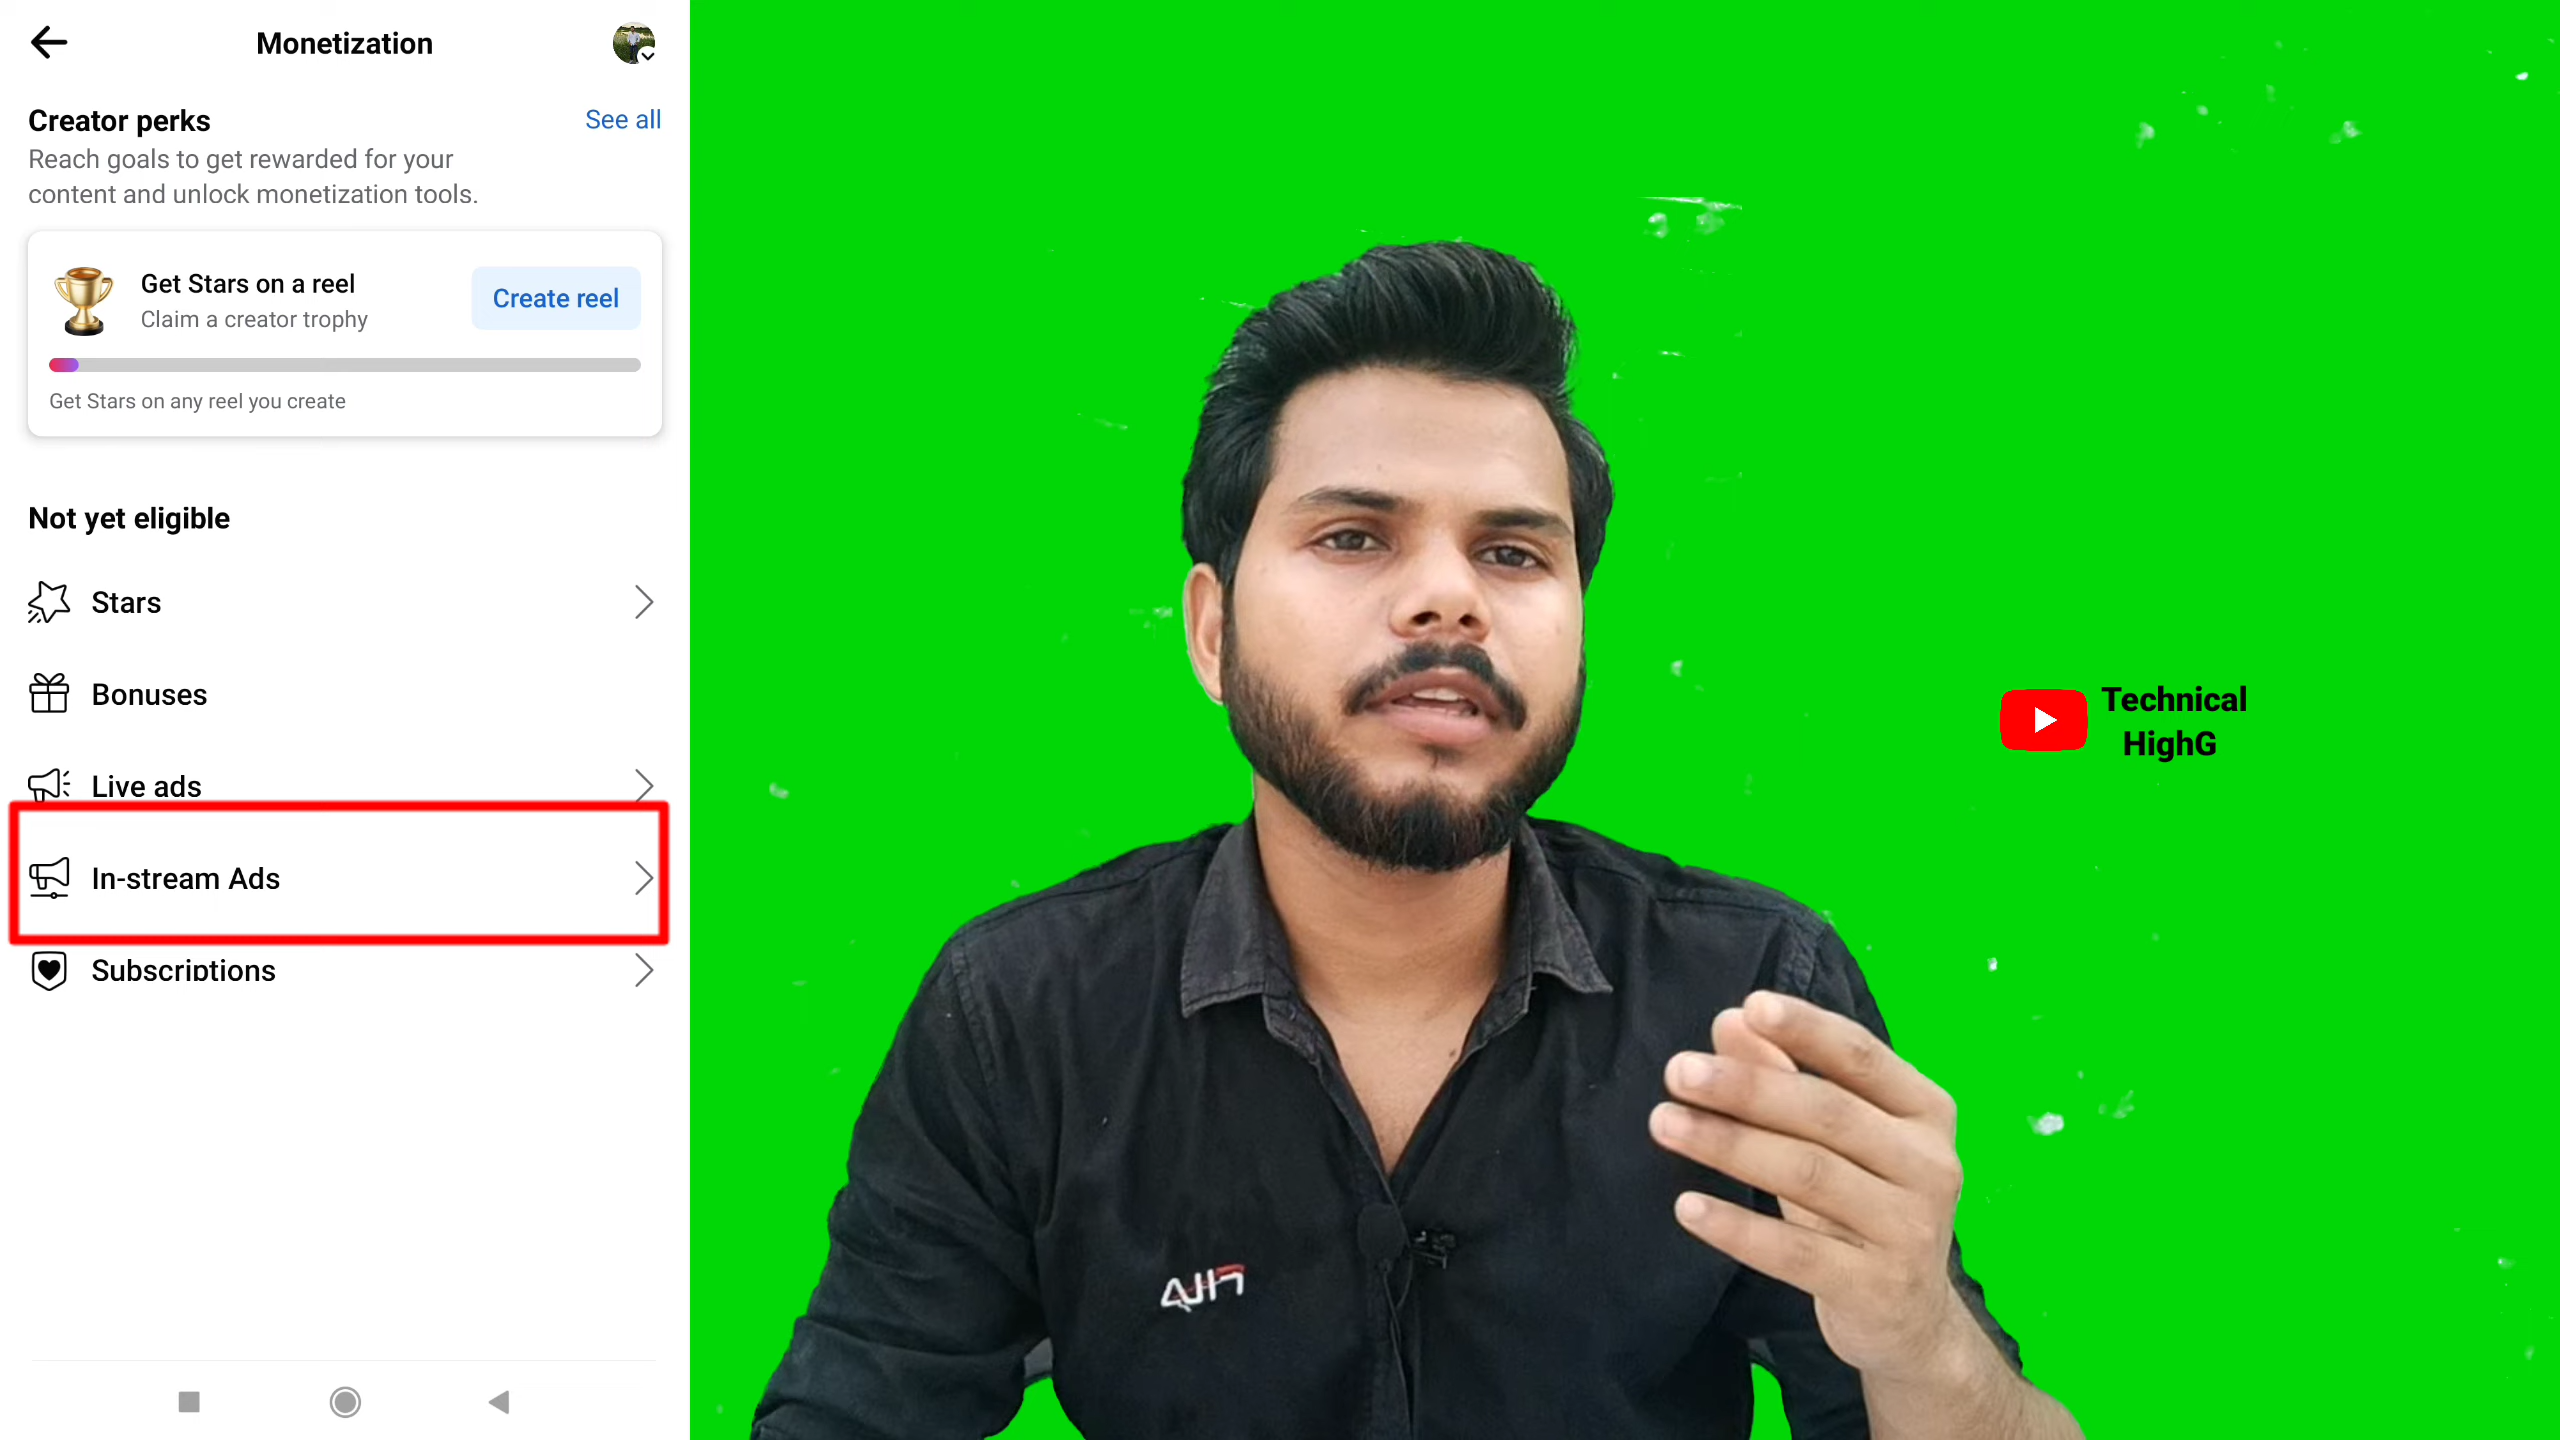 Monetization
Creator perks
See all
Reach goals to get rewarded for your
content and unlock monetization tools.
Get Stars on a reel
Claim a creator trophy
Create reel
Get Stars on any reel you create
Not yet eligible
Stars
Bonuses
Live ads
In-stream Ads
Subscriptions
Technical
HighG